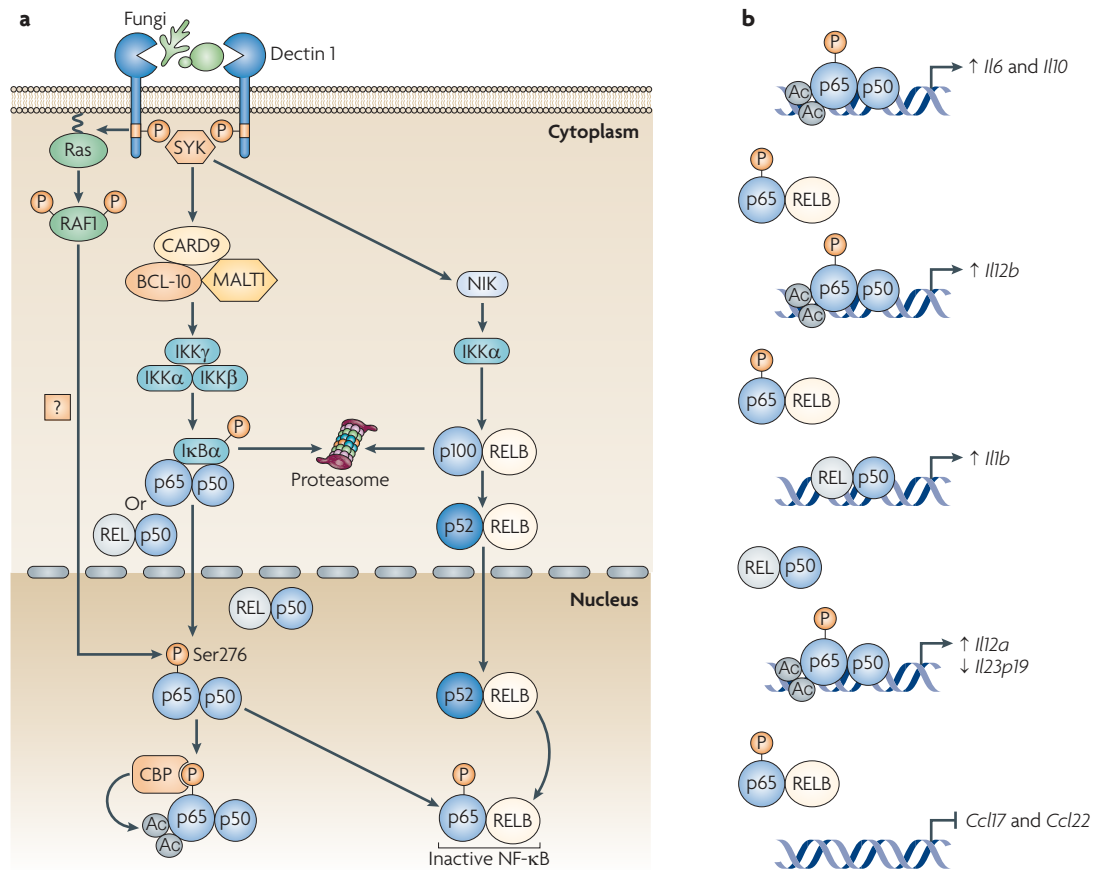 a
Fungi
Dectin 1
Cytoplasm
P
P
SYK
Ras
P
P
RAF1
CARD9
BCL-10
MALT1
NIK
IKKγ
IKKα
IKKβ
IKKα
?
P
IκBα
p65
p50
Proteasome
p100
RELB
Or
REL
p50
p52
RELB
Nucleus
REL
p50
P
Ser276
p65
p50
p52
RELB
CBP
P
p65
p50
Ac
Ac
P
p65
RELB
Inactive NF-κB
b
P
p65
p50
Ac
Ac
↑ Il6 and Il10
P
p65
RELB
P
p65
p50
Ac
Ac
↑ Il12b
P
p65
RELB
REL
p50
↑ Il1b
REL
p50
P
p65
p50
Ac
Ac
↑ Il12a
↓ Il23p19
P
p65
RELB
Ccl17 and Ccl22